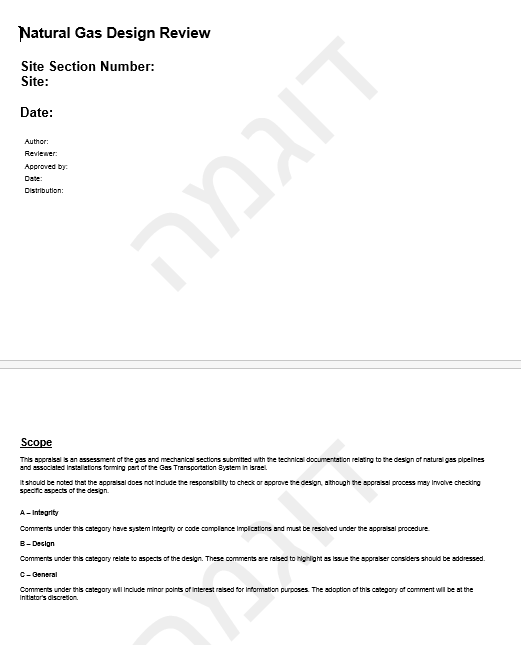 Natural Gas Design Review
Site Section Number:
Site:
Date:
Author:
Reviewer:
Approved by:
Date:
Distribution:
דוגמה
Scope
This appraisal is an assessment of the gas and mechanical sections submitted with the technical documentation relating to the design of natural gas pipelines
and associated installations forming part of the Gas Transportation System in Israel.
It should be noted that the appraisal does not include the responsibility to check or approve the design, although the appraisal process may involve checking
specific aspects of the design.
A – Integrity
Comments under this category have system integrity or code compliance implications and must be resolved under the appraisal procedure.
B – Design
Comments under this category relate to aspects of the design. These comments are raised to highlight as issue the appraiser considers should be addressed.
C – General
Comments under this category will include minor points of interest raised for information purposes. The adoption of this category of comment will be at the
initiator's discretion.
דוגמה